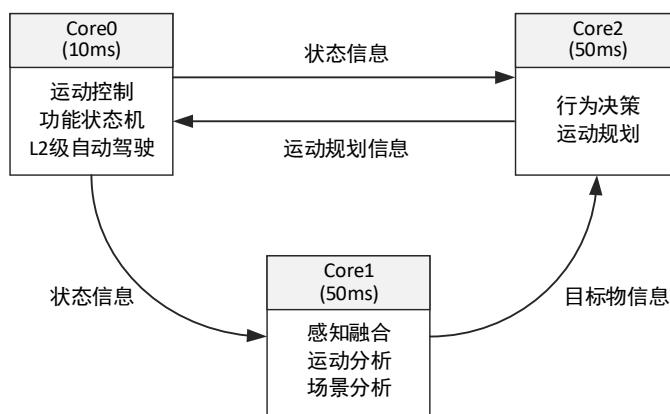 Core0
(10ms)
运动控制
功能状态机
L2级自动驾驶
状态信息
运动规划信息
Core2
(50ms)
行为决策
运动规划
状态信息
Core1
(50ms)
感知融合
运动分析
场景分析
目标物信息